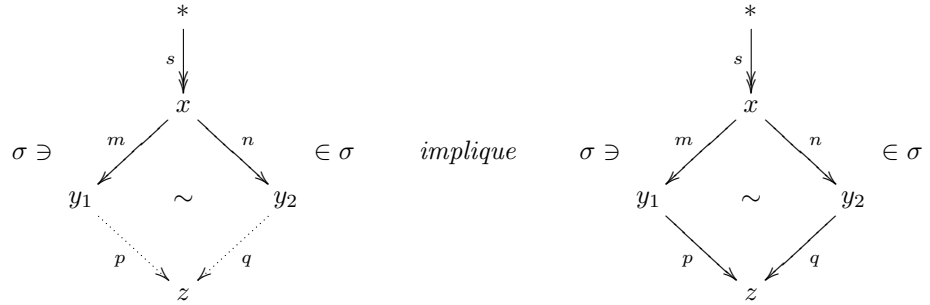 * *
s s
x x
m n m n
σ ∋ ∈ σ implique σ ∋ ∈ σ
y₁ ∼ y₂ y₁ ∼ y₂
p q p q
z z